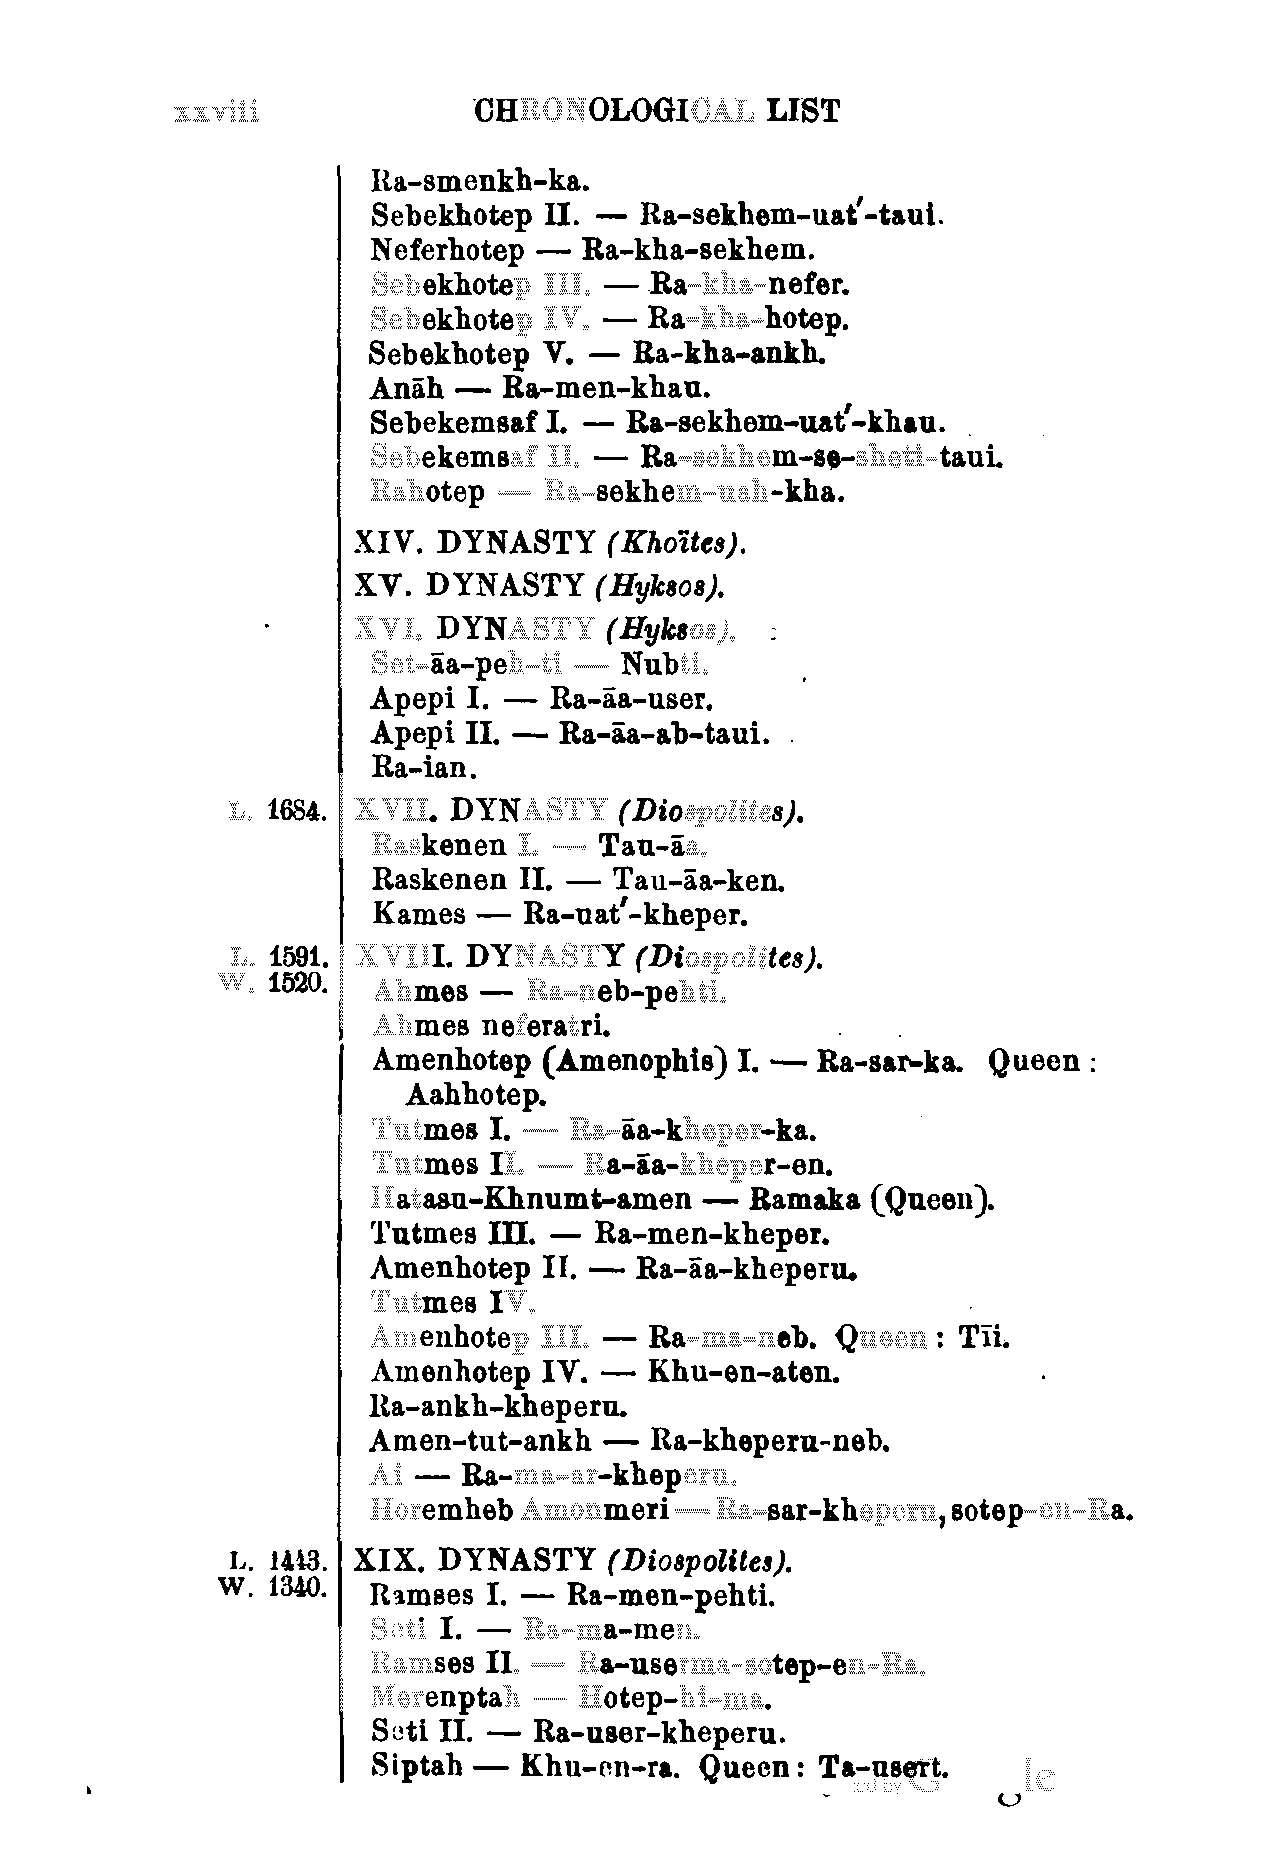 xxviii CHRONOLOGICAL LIST
Ra-smenkh-ka.
Sebekhotep II. — Ra-sekhem-uat′-taui.
Neferhotep — Ra-kha-sekhem.
Sebekhotep III. — Ra-kha-nefer.
Sebekhotep IV. — Ra-kha-hotep.
Sebekhotep V. — Ra-kha-ankh.
Anāh — Ra-men-khau.
Sebekemsaf I. — Ra-sekhem-uat′-khau.
Sebekemsaf II. — Ra-sekhem-se-sheti-taui.
Rahotep — Ra-sekhem-uah-kha.
XIV. DYNASTY (Khoïtes).
XV. DYNASTY (Hyksos).
XVI. DYNASTY (Hyksos).
Set-āa-peh-ti — Nubti.
Apepi I. — Ra-āa-user.
Apepi II. — Ra-āa-ab-taui.
Ra-ian.
L. 1684. XVII. DYNASTY (Diospolites).
Raskenen I. — Tau-āa.
Raskenen II. — Tau-āa-ken.
Kames — Ra-uat′-kheper.
L. 1591. XVIII. DYNASTY (Diospolites).
W. 1520. Ahmes — Ra-neb-pehti.
Ahmes neferatri.
Amenhotep (Amenophis) I. — Ra-sar-ka. Queen :
Aahhotep.
Tutmes I. — Ra-āa-kheper-ka.
Tutmes II. — Ra-āa-kheper-en.
Hatasu-Khnumt-amen — Ramaka (Queen).
Tutmes III. — Ra-men-kheper.
Amenhotep II. — Ra-āa-kheperu.
Tutmes IV.
Amenhotep III. — Ra-ma-neb. Queen : Tīi.
Amenhotep IV. — Khu-en-aten.
Ra-ankh-kheperu.
Amen-tut-ankh — Ra-kheperu-neb.
Ai — Ra-ma-ar-kheperu.
Horemheb Amenmeri — Ra-sar-kheperu, sotep-en-Ra.
L. 1443. XIX. DYNASTY (Diospolites).
W. 1340. Ramses I. — Ra-men-pehti.
Seti I. — Ra-ma-men.
Ramses II. — Ra-userma-sotep-en-Ra.
Merenptah — Hotep-hi-ma.
Seti II. — Ra-user-kheperu.
Siptah — Khu-en-ra. Queen : Ta-usert.